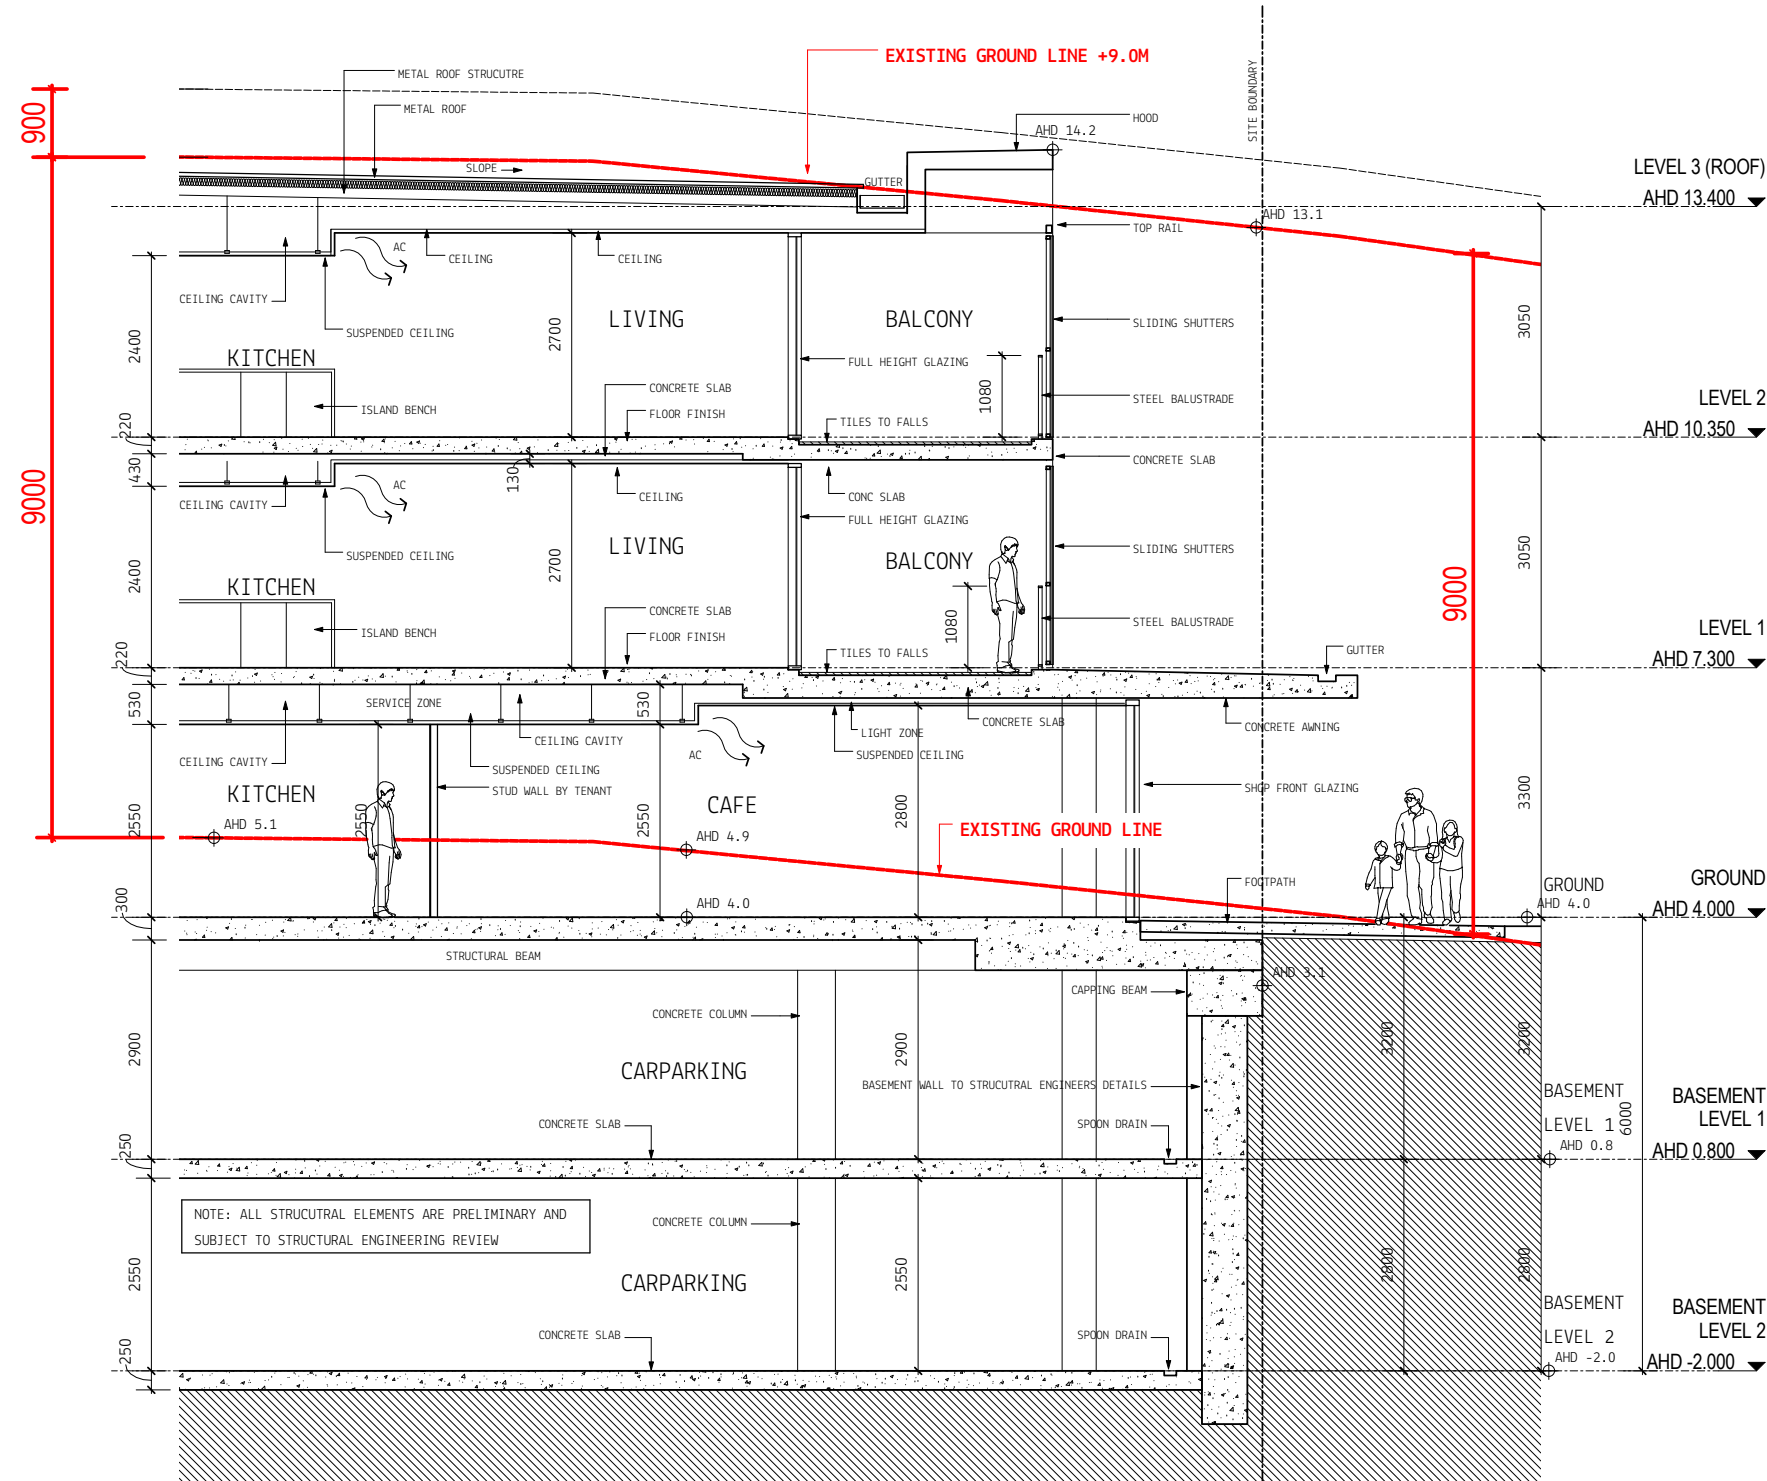 EXISTING GROUND LINE +9.0M
METAL ROOF STRUCUTRE
METAL ROOF
HOOD
SITE BOUNDARY
900
AHD 14.2
SLOPE
GUTTER
LEVEL 3 (ROOF)
AHD 13.400
AHD 13.1
TOP RAIL
AC
CEILING
CEILING
CEILING CAVITY
SUSPENDED CEILING
2400
2700
LIVING
BALCONY
SLIDING SHUTTERS
3050
KITCHEN
FULL HEIGHT GLAZING
CONCRETE SLAB
1080
STEEL BALUSTRADE
LEVEL 2
AHD 10.350
ISLAND BENCH
FLOOR FINISH
TILES TO FALLS
220
430
130
CONCRETE SLAB
AC
CEILING
CONC SLAB
CEILING CAVITY
FULL HEIGHT GLAZING
9000
SUSPENDED CEILING
2400
2700
LIVING
BALCONY
SLIDING SHUTTERS
3050
9000
KITCHEN
CONCRETE SLAB
1080
STEEL BALUSTRADE
ISLAND BENCH
FLOOR FINISH
TILES TO FALLS
GUTTER
LEVEL 1
AHD 7.300
220
530
SERVICE ZONE
530
CONCRETE SLAB
CONCRETE AWNING
CEILING CAVITY
LIGHT ZONE
AC
SUSPENDED CEILING
CEILING CAVITY
SUSPENDED CEILING
STUD WALL BY TENANT
SHOP FRONT GLAZING
KITCHEN
CAFE
2550
2550
2550
2800
3300
AHD 5.1
AHD 4.9
EXISTING GROUND LINE
FOOTPATH
300
AHD 4.0
GROUND
AHD 4.0
GROUND
AHD 4.000
STRUCTURAL BEAM
AHD 3.1
CAPPING BEAM
CONCRETE COLUMN
2900
2900
3200
3200
CARPARKING
BASEMENT WALL TO STRUCUTRAL ENGINEERS DETAILS
BASEMENT
LEVEL 1
AHD 0.8
6000
BASEMENT
LEVEL 1
AHD 0.800
CONCRETE SLAB
SPOON DRAIN
250
NOTE: ALL STRUCUTRAL ELEMENTS ARE PRELIMINARY AND
SUBJECT TO STRUCTURAL ENGINEERING REVIEW
CONCRETE COLUMN
2550
2550
2800
2800
CARPARKING
BASEMENT
LEVEL 2
AHD -2.0
BASEMENT
LEVEL 2
AHD -2.000
CONCRETE SLAB
SPOON DRAIN
250